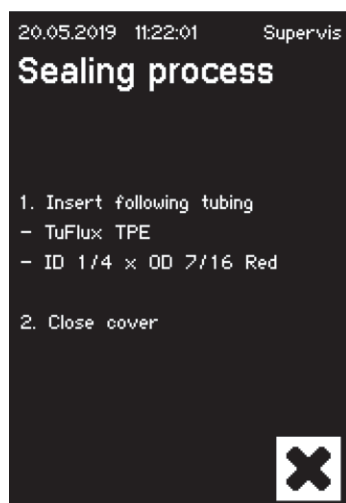 20.05.2019 11:22:01 Supervis
Sealing process
1. Insert following tubing
- TuFlux TPE
- ID 1/4 x OD 7/16 Red
2. Close cover